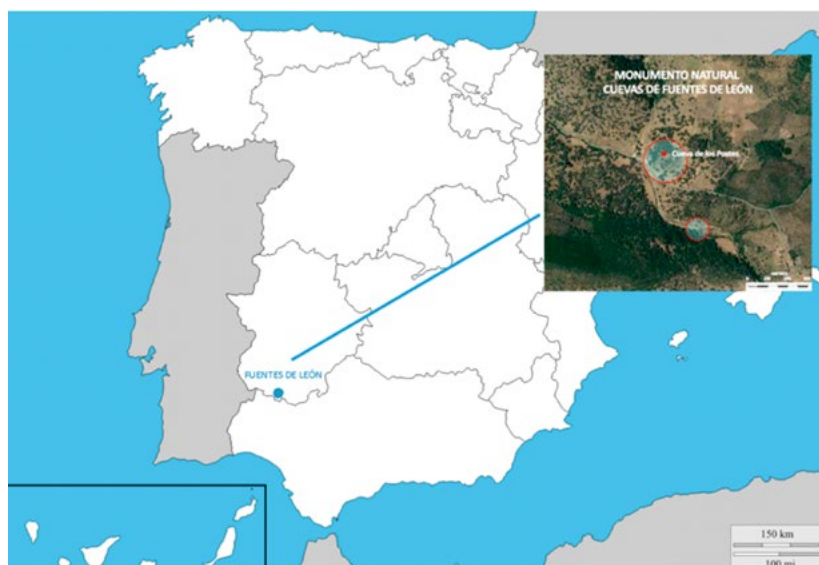 MONUMENTO NATURAL
CUEVAS DE FUENTES DE LEÓN
Cueva de los Postes
FUENTES DE LEÓN
150 km
100 mi